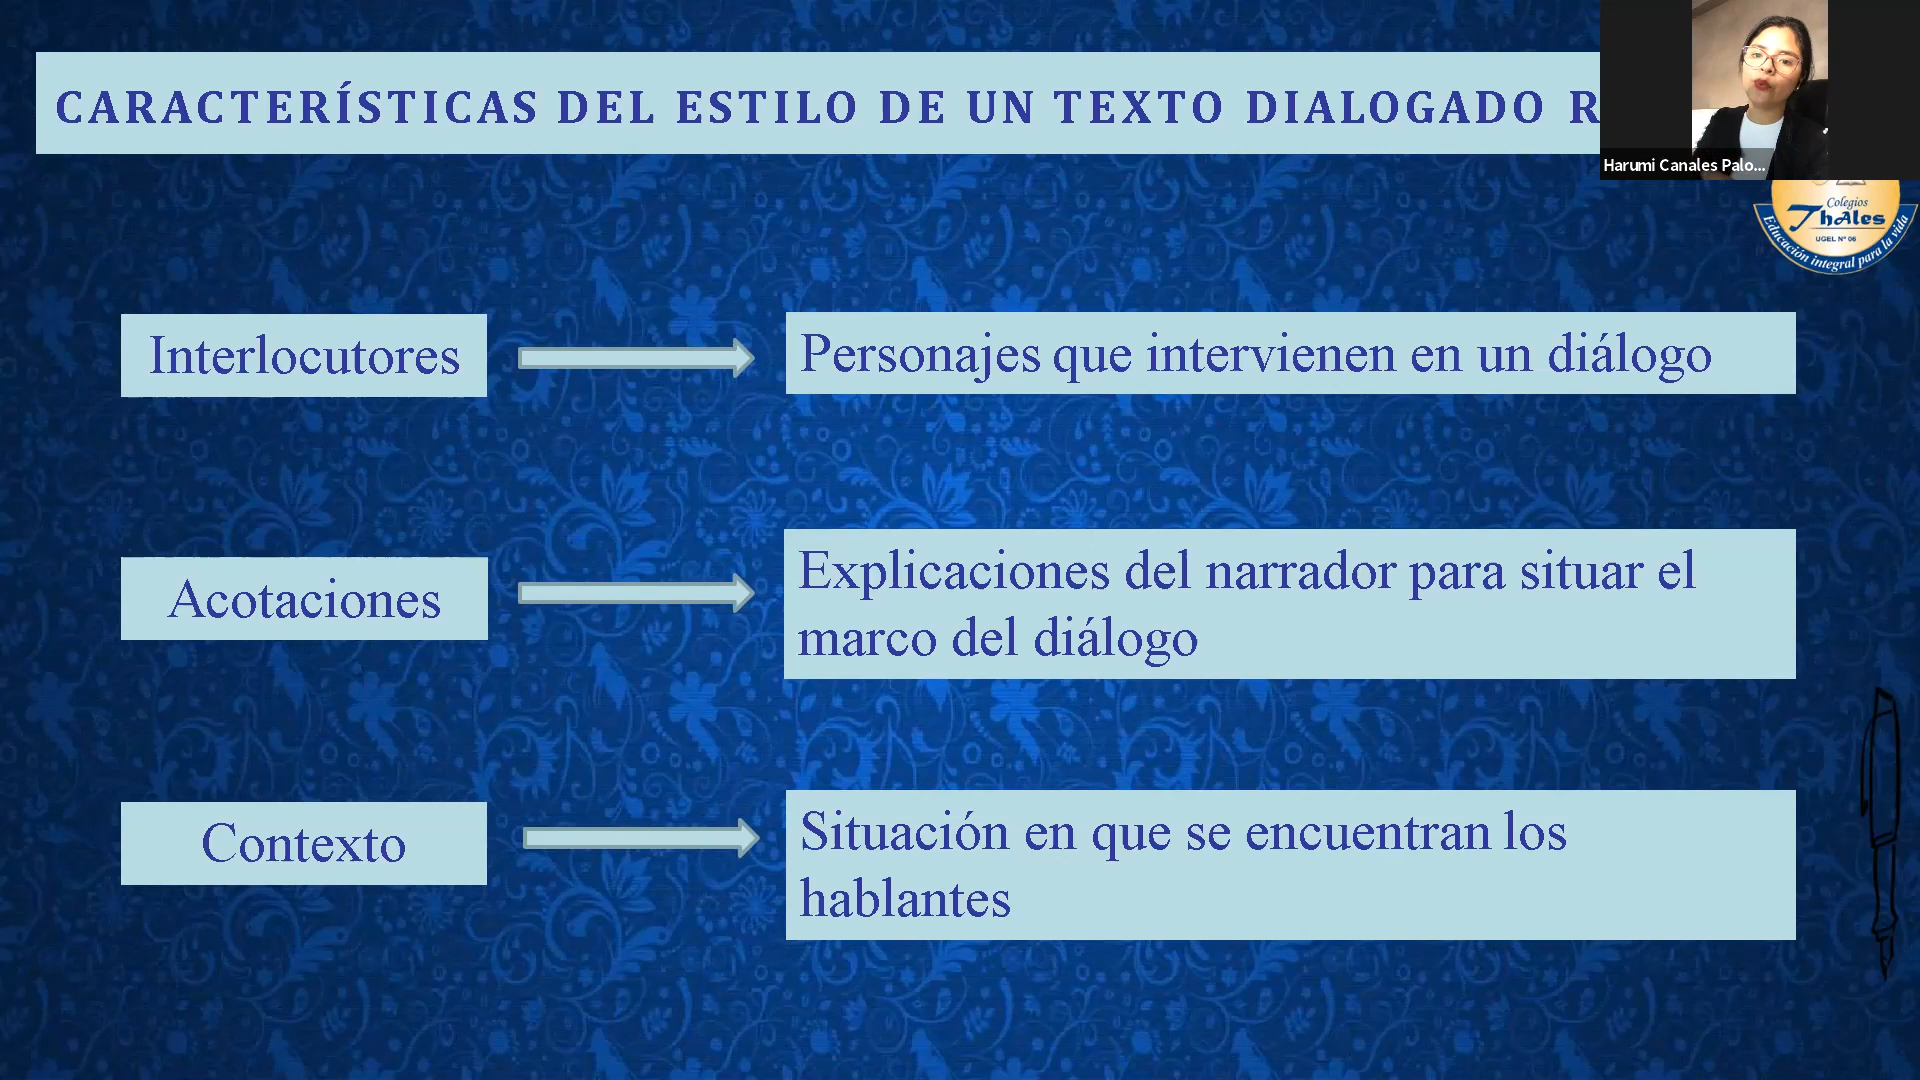 CARACTERÍSTICAS DEL ESTILO DE UN TEXTO DIALOGADO R
Harumi Canales Palo...
Colegios
Thales
UGEL N° 06
Educación integral para la vida
Interlocutores
Personajes que intervienen en un diálogo
Acotaciones
Explicaciones del narrador para situar el
marco del diálogo
Contexto
Situación en que se encuentran los
hablantes